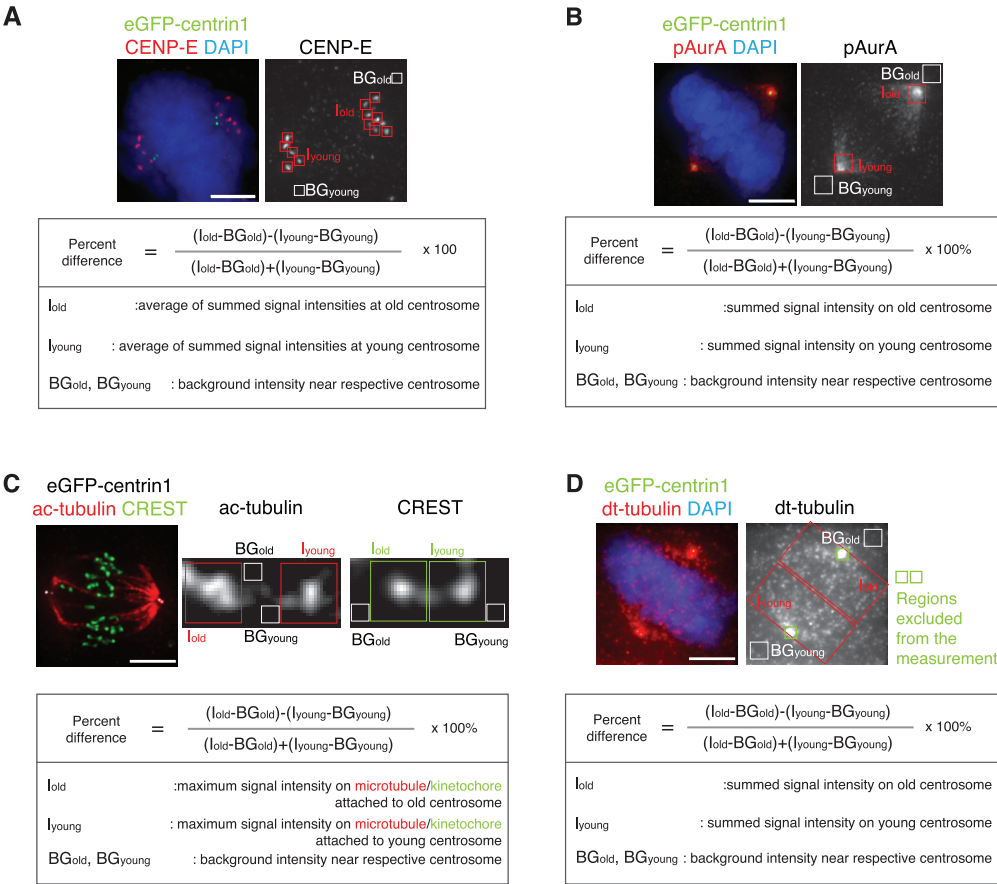 A
eGFP-centrin1
CENP-E DAPI
CENP-E
BGold
Iold
Iyoung
BGyoung
Percent difference = (Iold-BGold)-(Iyoung-BGyoung) x 100
(Iold-BGold)+(Iyoung-BGyoung)
Iold :average of summed signal intensities at old centrosome
Iyoung : average of summed signal intensities at young centrosome
BGold, BGyoung : background intensity near respective centrosome
B
eGFP-centrin1
pAurA DAPI
pAurA
BGold
Iold
Iyoung
BGyoung
Percent difference = (Iold-BGold)-(Iyoung-BGyoung) x 100%
(Iold-BGold)+(Iyoung-BGyoung)
Iold :summed signal intensity on old centrosome
Iyoung : summed signal intensity on young centrosome
BGold, BGyoung : background intensity near respective centrosome
C
eGFP-centrin1
ac-tubulin CREST
ac-tubulin
BGold
Iyoung
Iold
BGyoung
CREST
Iold
Iyoung
BGold
BGyoung
Percent difference = (Iold-BGold)-(Iyoung-BGyoung) x 100%
(Iold-BGold)+(Iyoung-BGyoung)
Iold :maximum signal intensity on microtubule/kinetochore
attached to old centrosome
Iyoung : maximum signal intensity on microtubule/kinetochore
attached to young centrosome
BGold, BGyoung : background intensity near respective centrosome
D
eGFP-centrin1
dt-tubulin DAPI
dt-tubulin
BGold
Iold
Iyoung
BGyoung
Regions
excluded
from the
measurement
Percent difference = (Iold-BGold)-(Iyoung-BGyoung) x 100%
(Iold-BGold)+(Iyoung-BGyoung)
Iold :summed signal intensity on old centrosome
Iyoung : summed signal intensity on young centrosome
BGold, BGyoung : background intensity near respective centrosome